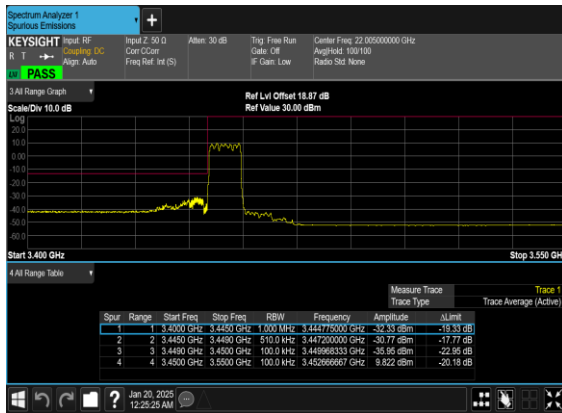 Spectrum Analyzer 1
Spurious Emissions
KEYSIGHT Input: RF
R T Coupling: DC
Align: Auto
Input Z: 50 Ω
Corr CCorr
Freq Ref: Int (S)
Atten: 30 dB
Trig: Free Run
Gate: Off
IF Gain: Low
Center Freq: 22.005000000 GHz
Avg|Hold: 100/100
Radio Std: None
PASS
3 All Range Graph
Scale/Div 10.0 dB
Ref Lvl Offset 18.87 dB
Ref Value 30.00 dBm
Log
20.0
10.0
0.00
-10.0
-20.0
-30.0
-40.0
-50.0
-60.0
Start 3.400 GHz
Stop 3.550 GH
4 All Range Table
Measure Trace Trace 1
Trace Type Trace Average (Active)
Spur Range Start Freq Stop Freq RBW Frequency Amplitude ΔLimit
1 1 3.4000 GHz 3.4450 GHz 1.000 MHz 3.444775000 GHz -32.33 dBm -19.33 dB
2 2 3.4450 GHz 3.4490 GHz 510.0 kHz 3.447200000 GHz -30.77 dBm -17.77 dB
3 3 3.4490 GHz 3.4500 GHz 100.0 kHz 3.449968333 GHz -35.95 dBm -22.95 dB
4 4 3.4500 GHz 3.5500 GHz 100.0 kHz 3.452666667 GHz 9.822 dBm -20.18 dB
Jan 20, 2025
12:25:25 AM